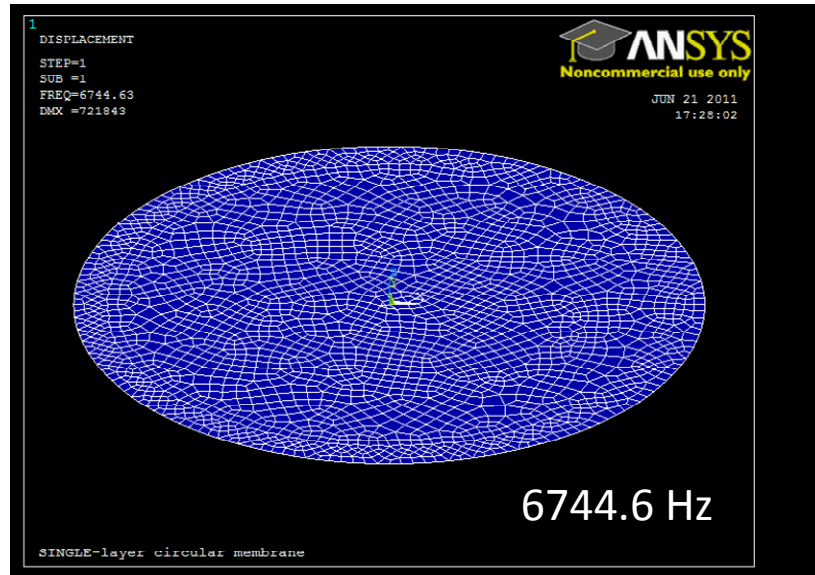 1
DISPLACEMENT
STEP=1
SUB =1
FREQ=6744.63
DMX =721843
ANSYS
Noncommercial use only
JUN 21 2011
17:28:02
6744.6 Hz
SINGLE-layer circular membrane